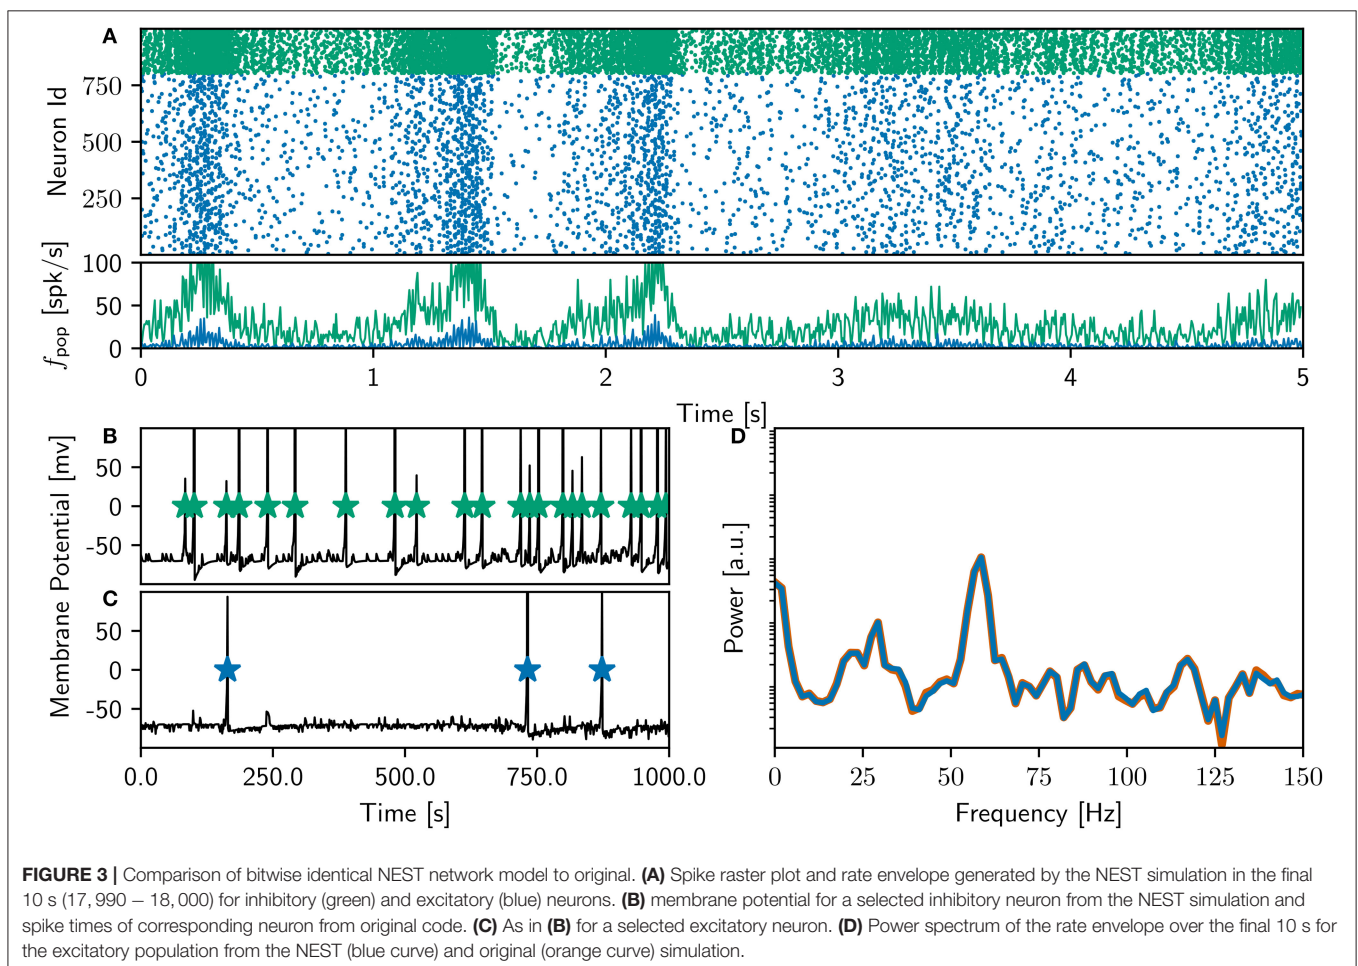 A
Neuron Id
750
500
250
f_pop [spk/s]
100
50
0
0 1 2 3 4 5
Time [s]
B
Membrane Potential [mv]
50
0
-50
C
50
0
-50
0.0 250.0 500.0 750.0 1000.0
Time [s]
D
Power [a.u.]
0 25 50 75 100 125 150
Frequency [Hz]
FIGURE 3 | Comparison of bitwise identical NEST network model to original. (A) Spike raster plot and rate envelope generated by the NEST simulation in the final
10 s (17, 990 − 18, 000) for inhibitory (green) and excitatory (blue) neurons. (B) membrane potential for a selected inhibitory neuron from the NEST simulation and
spike times of corresponding neuron from original code. (C) As in (B) for a selected excitatory neuron. (D) Power spectrum of the rate envelope over the final 10 s for
the excitatory population from the NEST (blue curve) and original (orange curve) simulation.